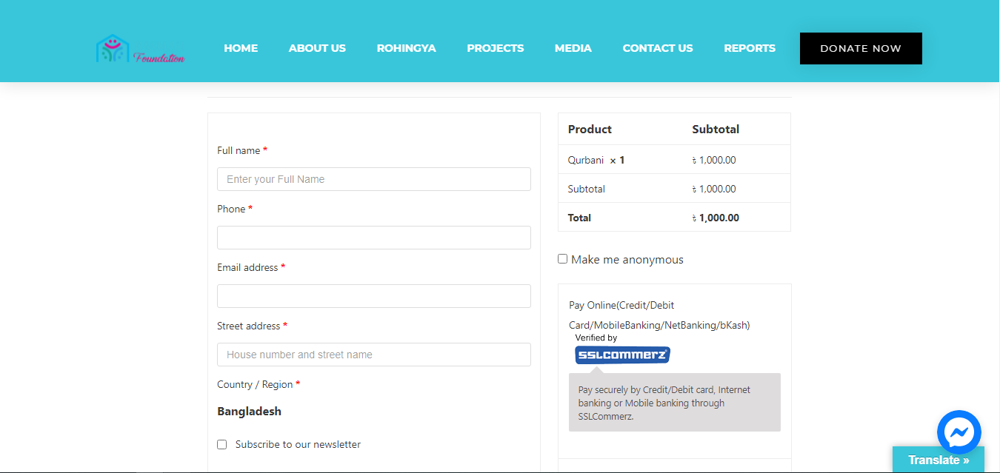 Foundation
HOME ABOUT US ROHINGYA PROJECTS MEDIA CONTACT US REPORTS DONATE NOW
Full name *
Enter your Full Name
Phone *
Email address *
Street address *
House number and street name
Country / Region *
Bangladesh
Subscribe to our newsletter
Product Subtotal
Qurbani × 1 ৳ 1,000.00
Subtotal ৳ 1,000.00
Total ৳ 1,000.00
Make me anonymous
Pay Online(Credit/Debit
Card/MobileBanking/NetBanking/bKash)
Verified by
SSLCOMMERZ
Pay securely by Credit/Debit card, Internet
banking or Mobile banking through
SSLCommerz.
Translate »